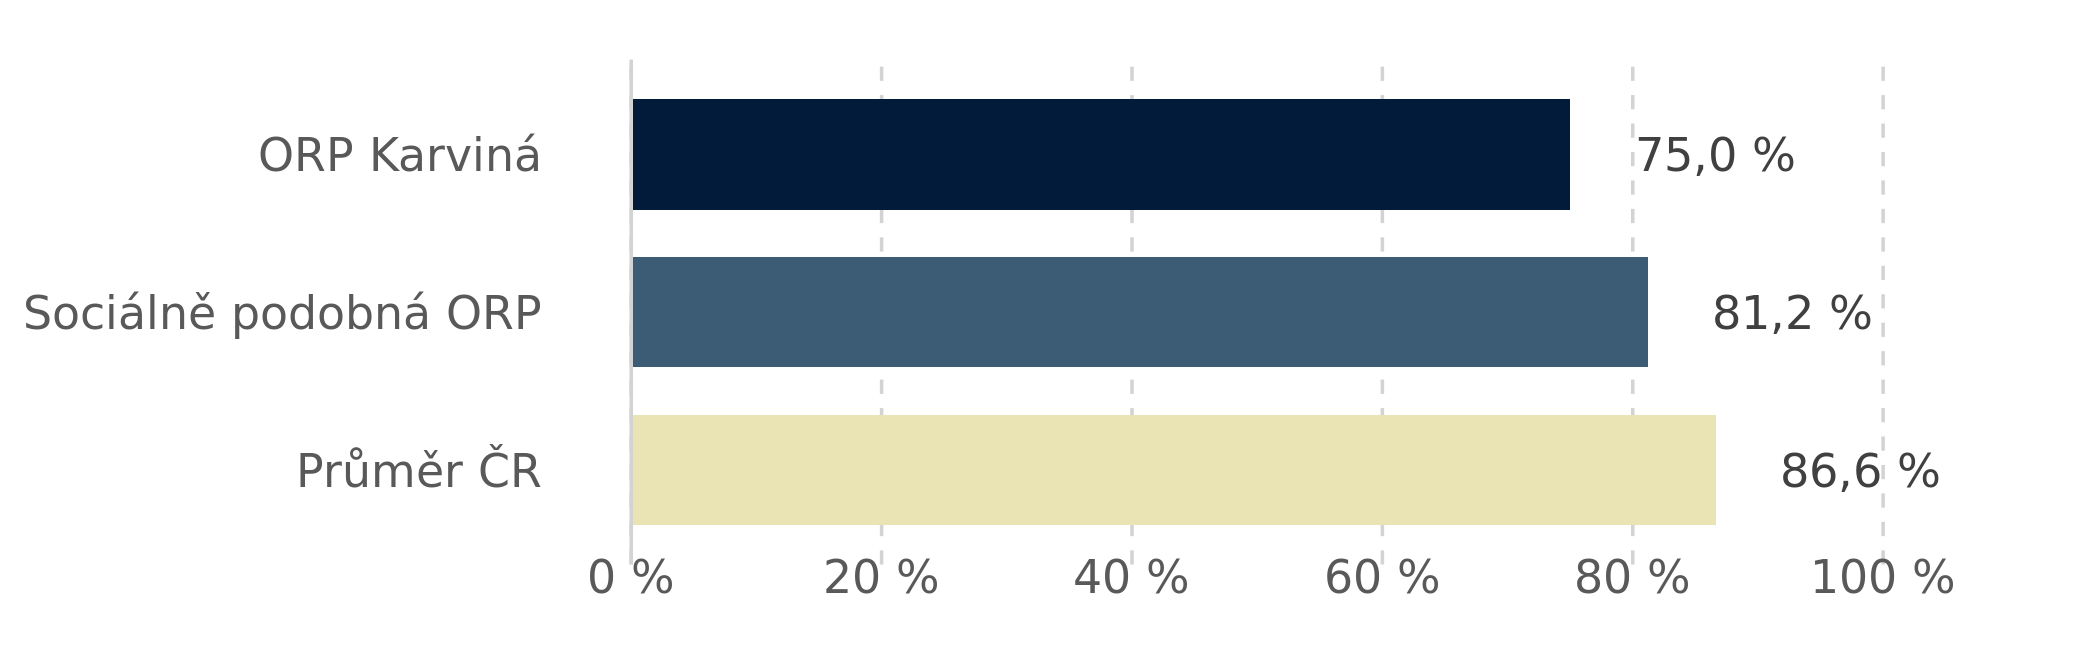 ORP Karviná 75,0 %
Sociálně podobná ORP 81,2 %
Průměr ČR 86,6 %
0 % 20 % 40 % 60 % 80 % 100 %